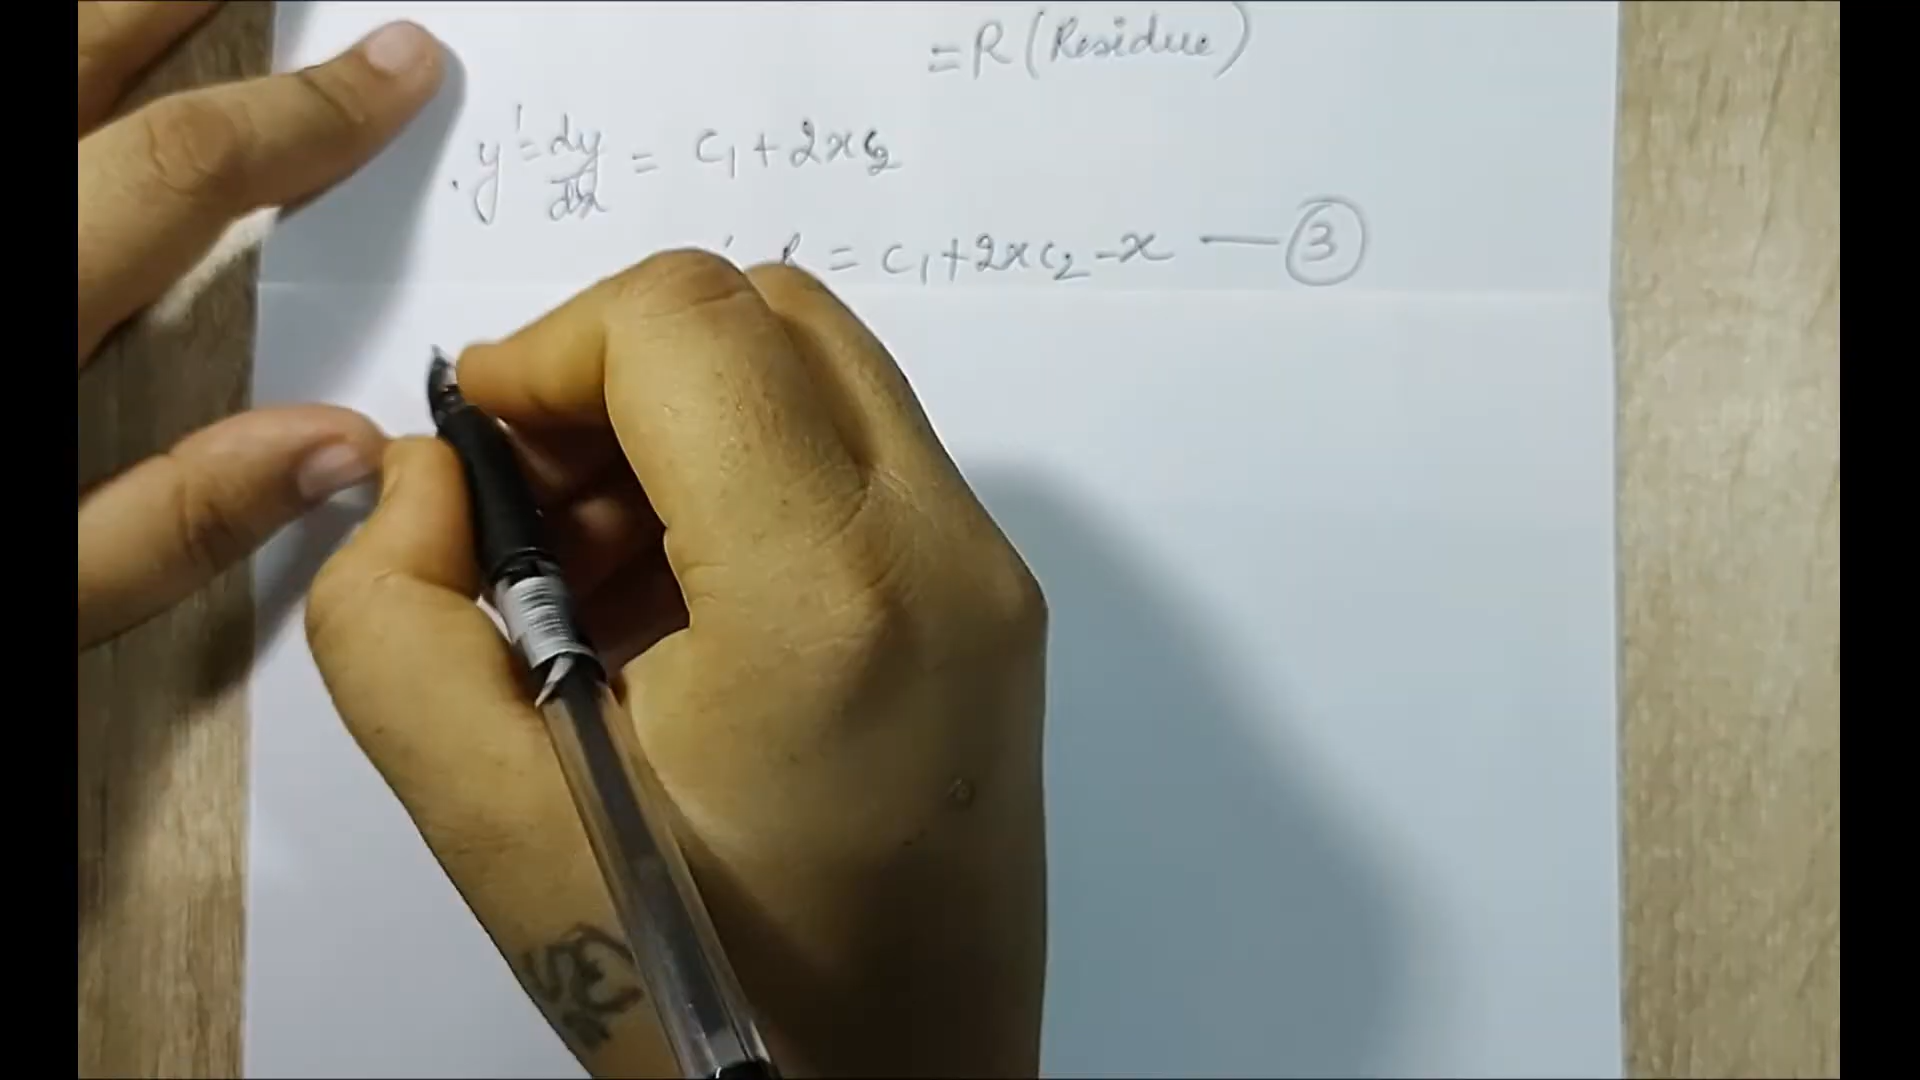 = R (Residue)
. y' = dy/dx = c₁ + 2xc₂
R = c₁ + 2xc₂ - x — ③